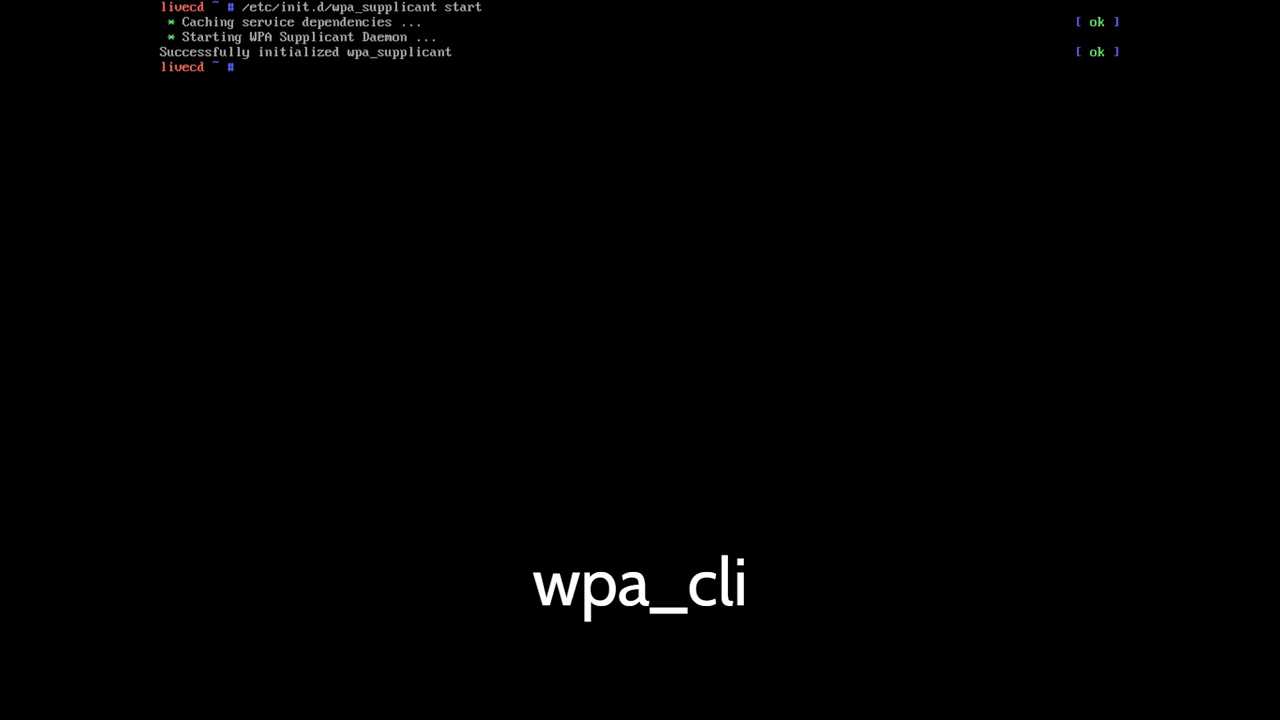 livecd ~ # /etc/init.d/wpa_supplicant start
* Caching service dependencies ... [ ok ]
* Starting WPA Supplicant Daemon ...
Successfully initialized wpa_supplicant [ ok ]
livecd ~ #
wpa_cli